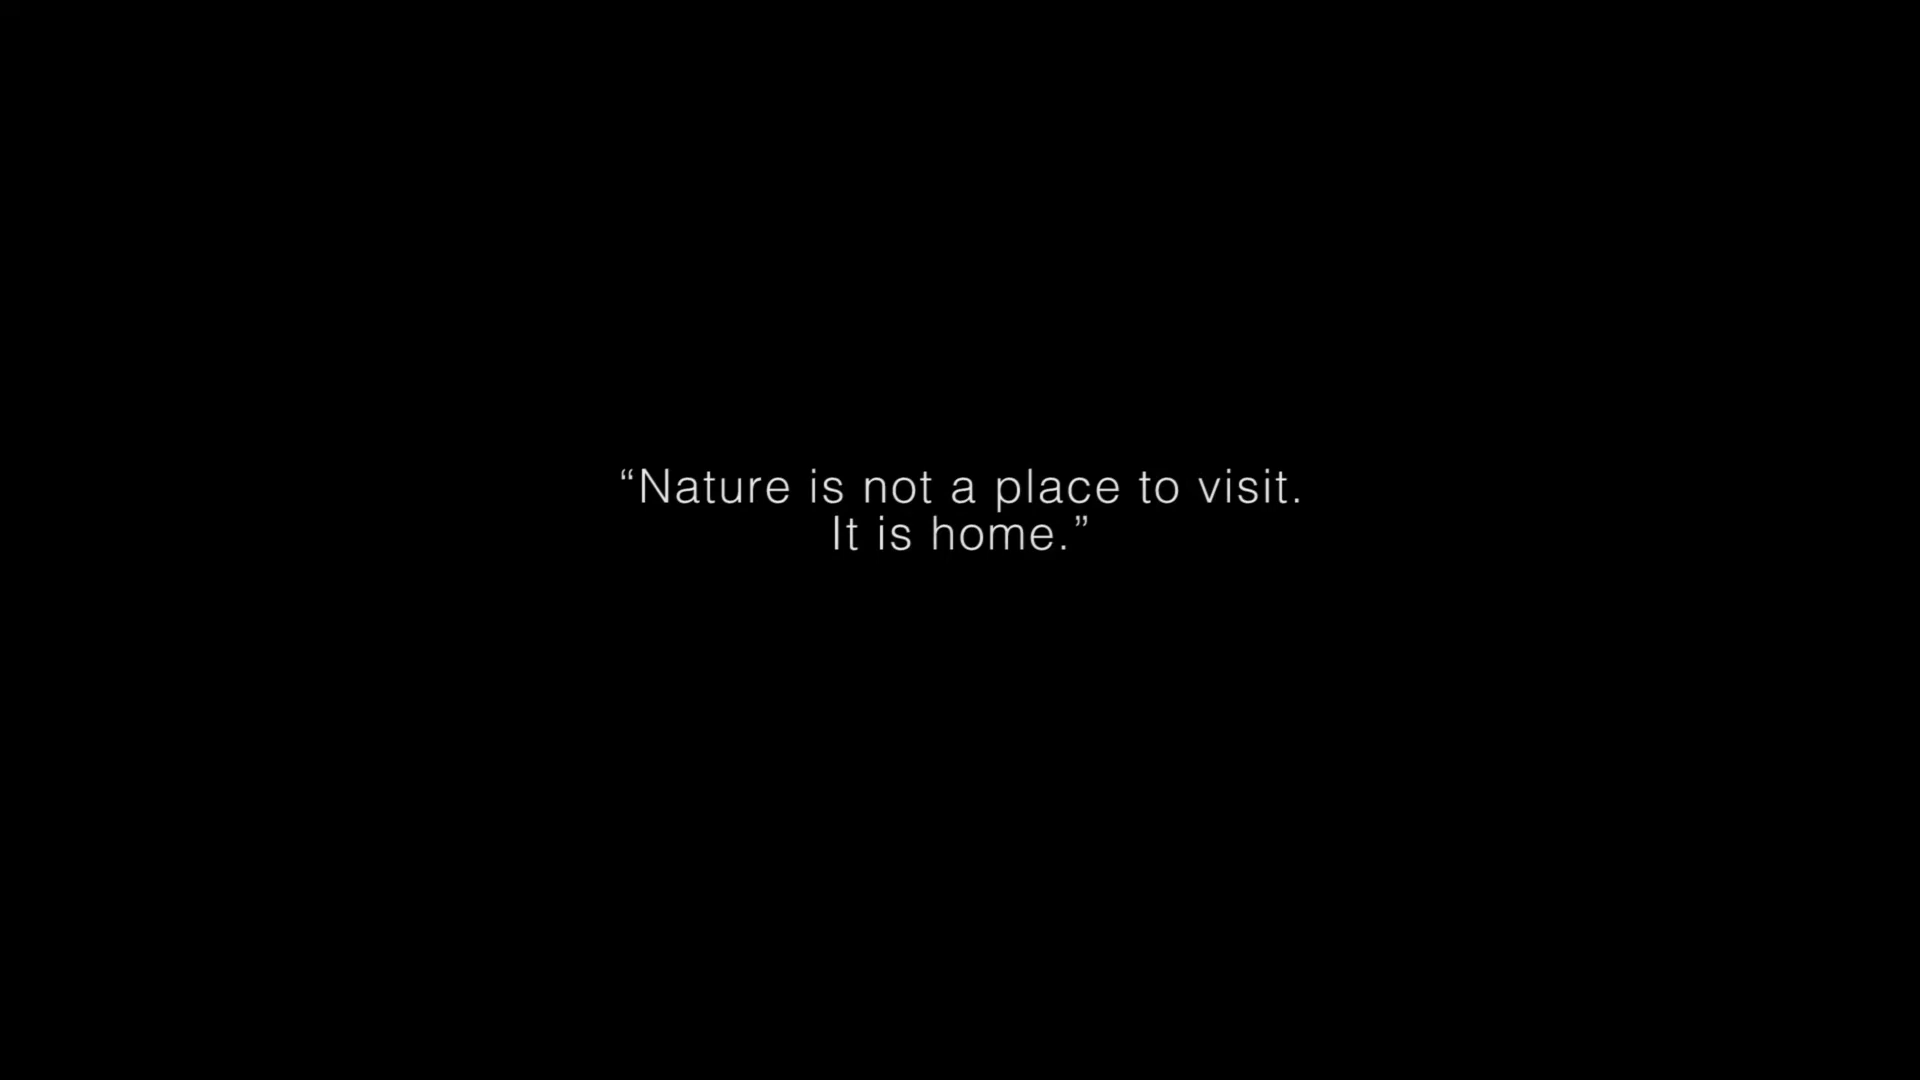 “Nature is not a place to visit.
It is home.”